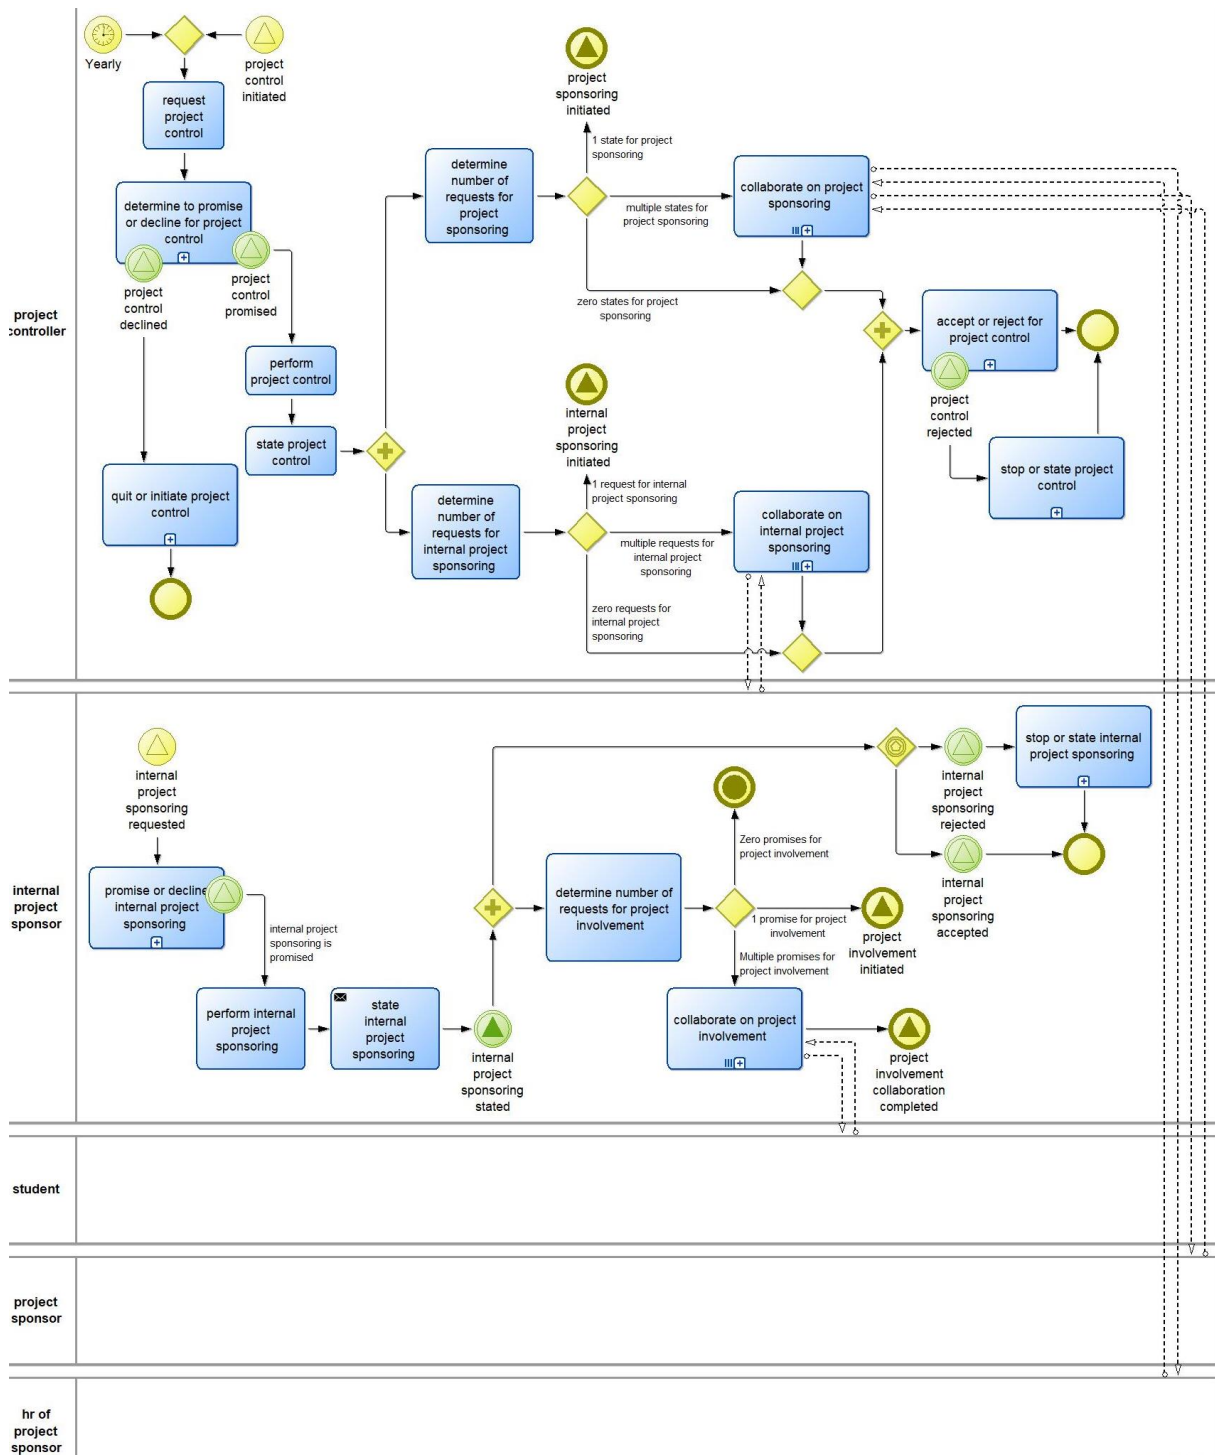 Yearly
project
control
initiated
request
project
control
determine to promise
or decline for project
control
project
control
declined
project
control
promised
perform
project control
state project
control
quit or initiate project
control
determine
number of
requests for
project
sponsoring
project
sponsoring
initiated
1 state for project
sponsoring
multiple states for
project sponsoring
zero states for project
sponsoring
collaborate on project
sponsoring
project
controller
accept or reject for
project control
project
control
rejected
stop or state project
control
determine
number of
requests for
internal project
sponsoring
internal
project
sponsoring
initiated
1 request for internal
project sponsoring
multiple requests for
internal project
sponsoring
zero requests for
internal project
sponsoring
collaborate on
internal project
sponsoring
internal
project
sponsor
internal
project
sponsoring
requested
promise or decline
internal project
sponsoring
internal project
sponsoring is
promised
perform internal
project
sponsoring
state
internal
project
sponsoring
internal
project
sponsoring
stated
determine number of
requests for project
involvement
Zero promises for
project involvement
1 promise for project
involvement
Multiple promises for
project involvement
project
involvement
initiated
collaborate on project
involvement
project
involvement
collaboration
completed
internal
project
sponsoring
rejected
internal
project
sponsoring
accepted
stop or state internal
project sponsoring
student
project
sponsor
hr of
project
sponsor